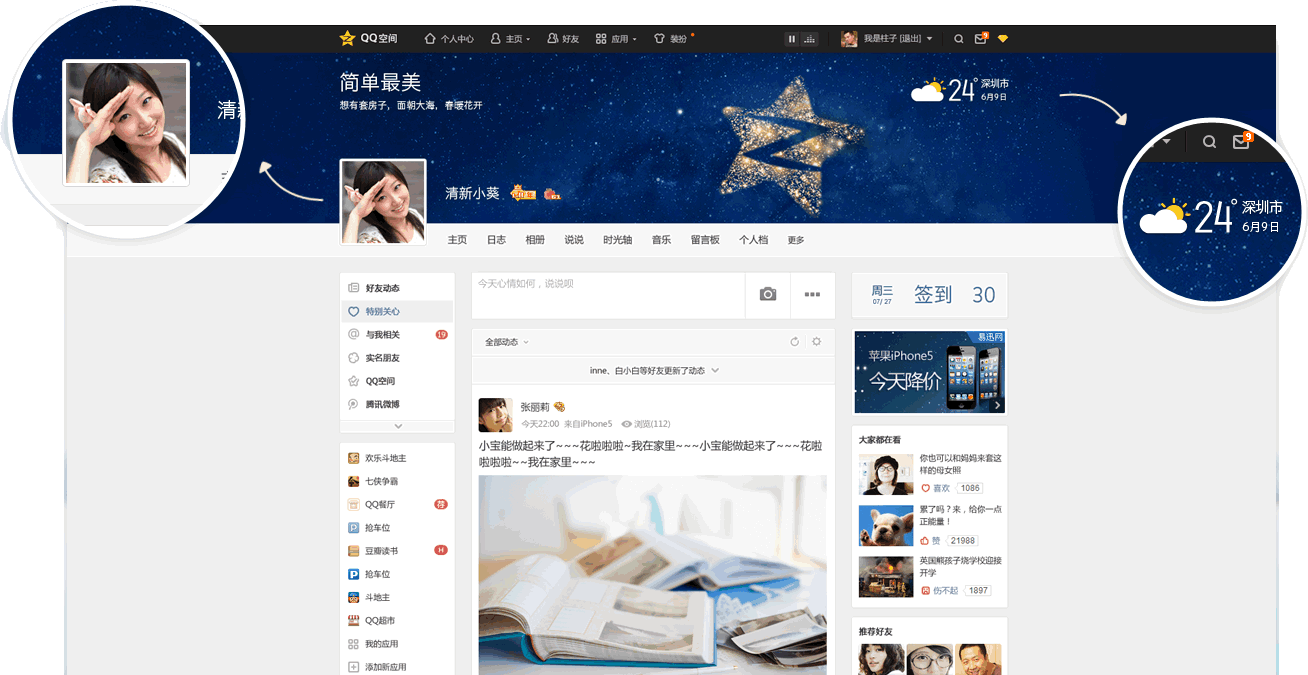 QQ空间
个人中心
主页
好友
应用
装扮
我是柱子 [退出]
9
简单最美
想有套房子，面朝大海，春暖花开
24°
深圳市
6月9日
清新
9
24°
深圳市
6月9日
清新小葵
主页
日志
相册
说说
时光轴
音乐
留言板
个人档
更多
好友动态
特别关心
与我相关
19
实名朋友
QQ空间
腾讯微博
欢乐斗地主
七侠争霸
QQ餐厅
荐
抢车位
豆瓣读书
H
抢车位
斗地主
QQ超市
我的应用
添加新应用
今天心情如何，说说呗
全部动态
inne、白小白等好友更新了动态
张丽莉
今天22:00 来自iPhone5 浏览(112)
小宝能做起来了~~~花啦啦啦~我在家里~~~小宝能做起来了~~~花啦
啦啦啦~~我在家里~~~
周三
07/ 27
签到
30
易迅网
苹果iPhone5
今天降价
大家都在看
你也可以和妈妈来套这
样的母女照
喜欢 1086
累了吗？来，给你一点
正能量！
赞 21988
英国熊孩子烧学校迎接
开学
伤不起 1897
推荐好友